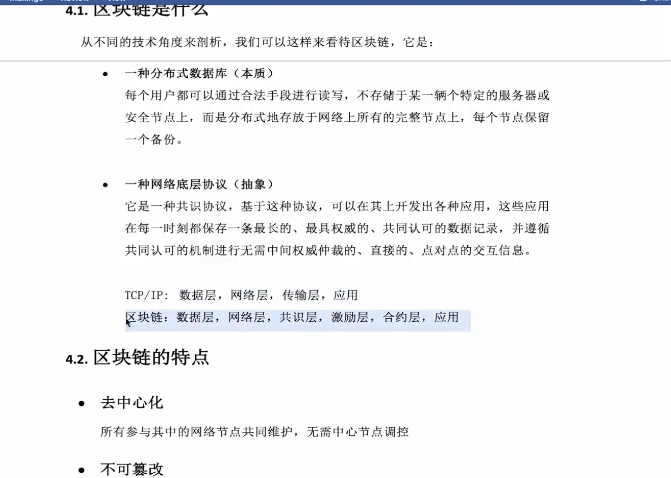 4.1. 区块链是什么
从不同的技术角度来剖析，我们可以这样来看待区块链，它是：
• 一种分布式数据库（本质）
每个用户都可以通过合法手段进行读写，不存储于某一辆个特定的服务器或
安全节点上，而是分布式地存放于网络上所有的完整节点上，每个节点保留
一个备份。
• 一种网络底层协议（抽象）
它是一种共识协议，基于这种协议，可以在其上开发出各种应用，这些应用
在每一时刻都保存一条最长的、最具权威的、共同认可的数据记录，并遵循
共同认可的机制进行无需中间权威仲裁的、直接的、点对点的交互信息。
TCP/IP: 数据层，网络层，传输层，应用
区块链：数据层，网络层，共识层，激励层，合约层，应用
4.2. 区块链的特点
• 去中心化
所有参与其中的网络节点共同维护，无需中心节点调控
• 不可篡改